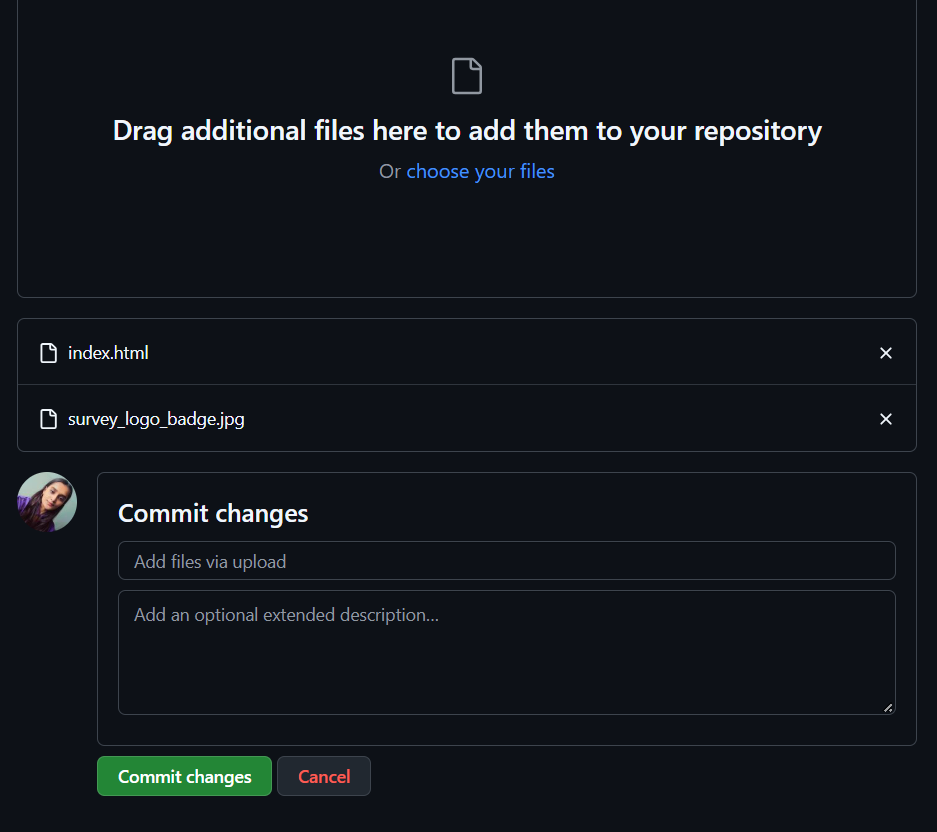 Drag additional files here to add them to your repository
Or choose your files
index.html
survey_logo_badge.jpg
Commit changes
Add files via upload
Add an optional extended description…
Commit changes
Cancel